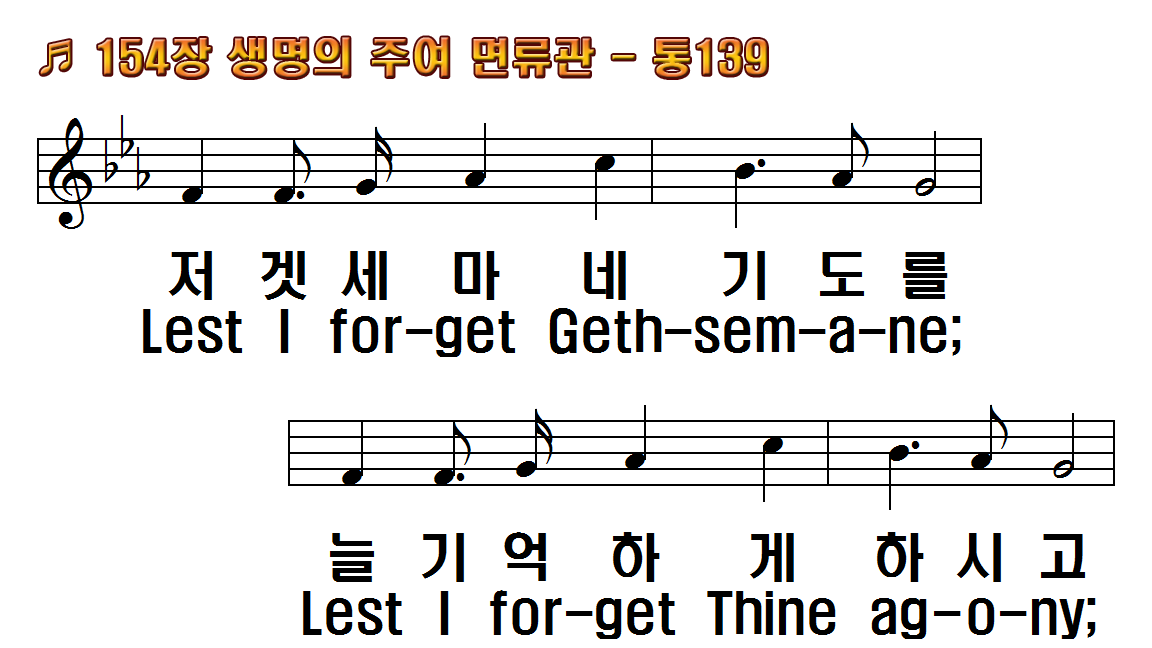 ♬ 154장 생명의 주여 면류관 - 통139
저 겟 세 마 네 기 도 를
Lest I for-get Geth-sem-a-ne;
늘 기 억 하 게 하 시 고
Lest I for-get Thine ag-o-ny;